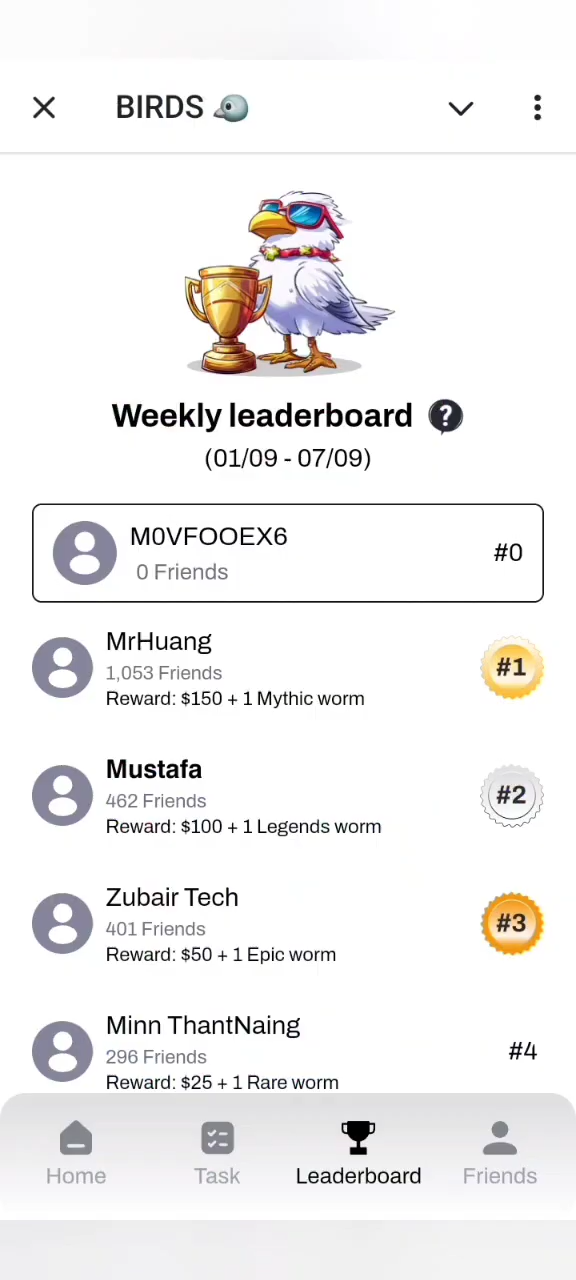 BIRDS 🐦
Weekly leaderboard ?
(01/09 - 07/09)
M0VFOOEX6
0 Friends
#0
MrHuang
1,053 Friends
Reward: $150 + 1 Mythic worm
#1
Mustafa
462 Friends
Reward: $100 + 1 Legends worm
#2
Zubair Tech
401 Friends
Reward: $50 + 1 Epic worm
#3
Minn ThantNaing
296 Friends
Reward: $25 + 1 Rare worm
#4
Home
Task
Leaderboard
Friends